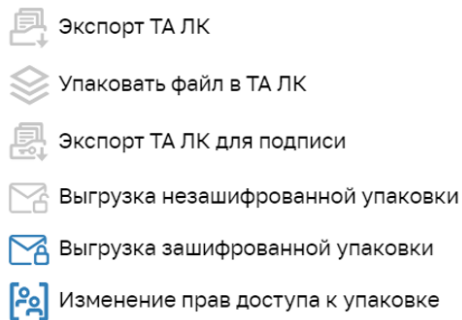 Экспорт ТА ЛК
Упаковать файл в ТА ЛК
Экспорт ТА ЛК для подписи
Выгрузка незашифрованной упаковки
Выгрузка зашифрованной упаковки
Изменение прав доступа к упаковке